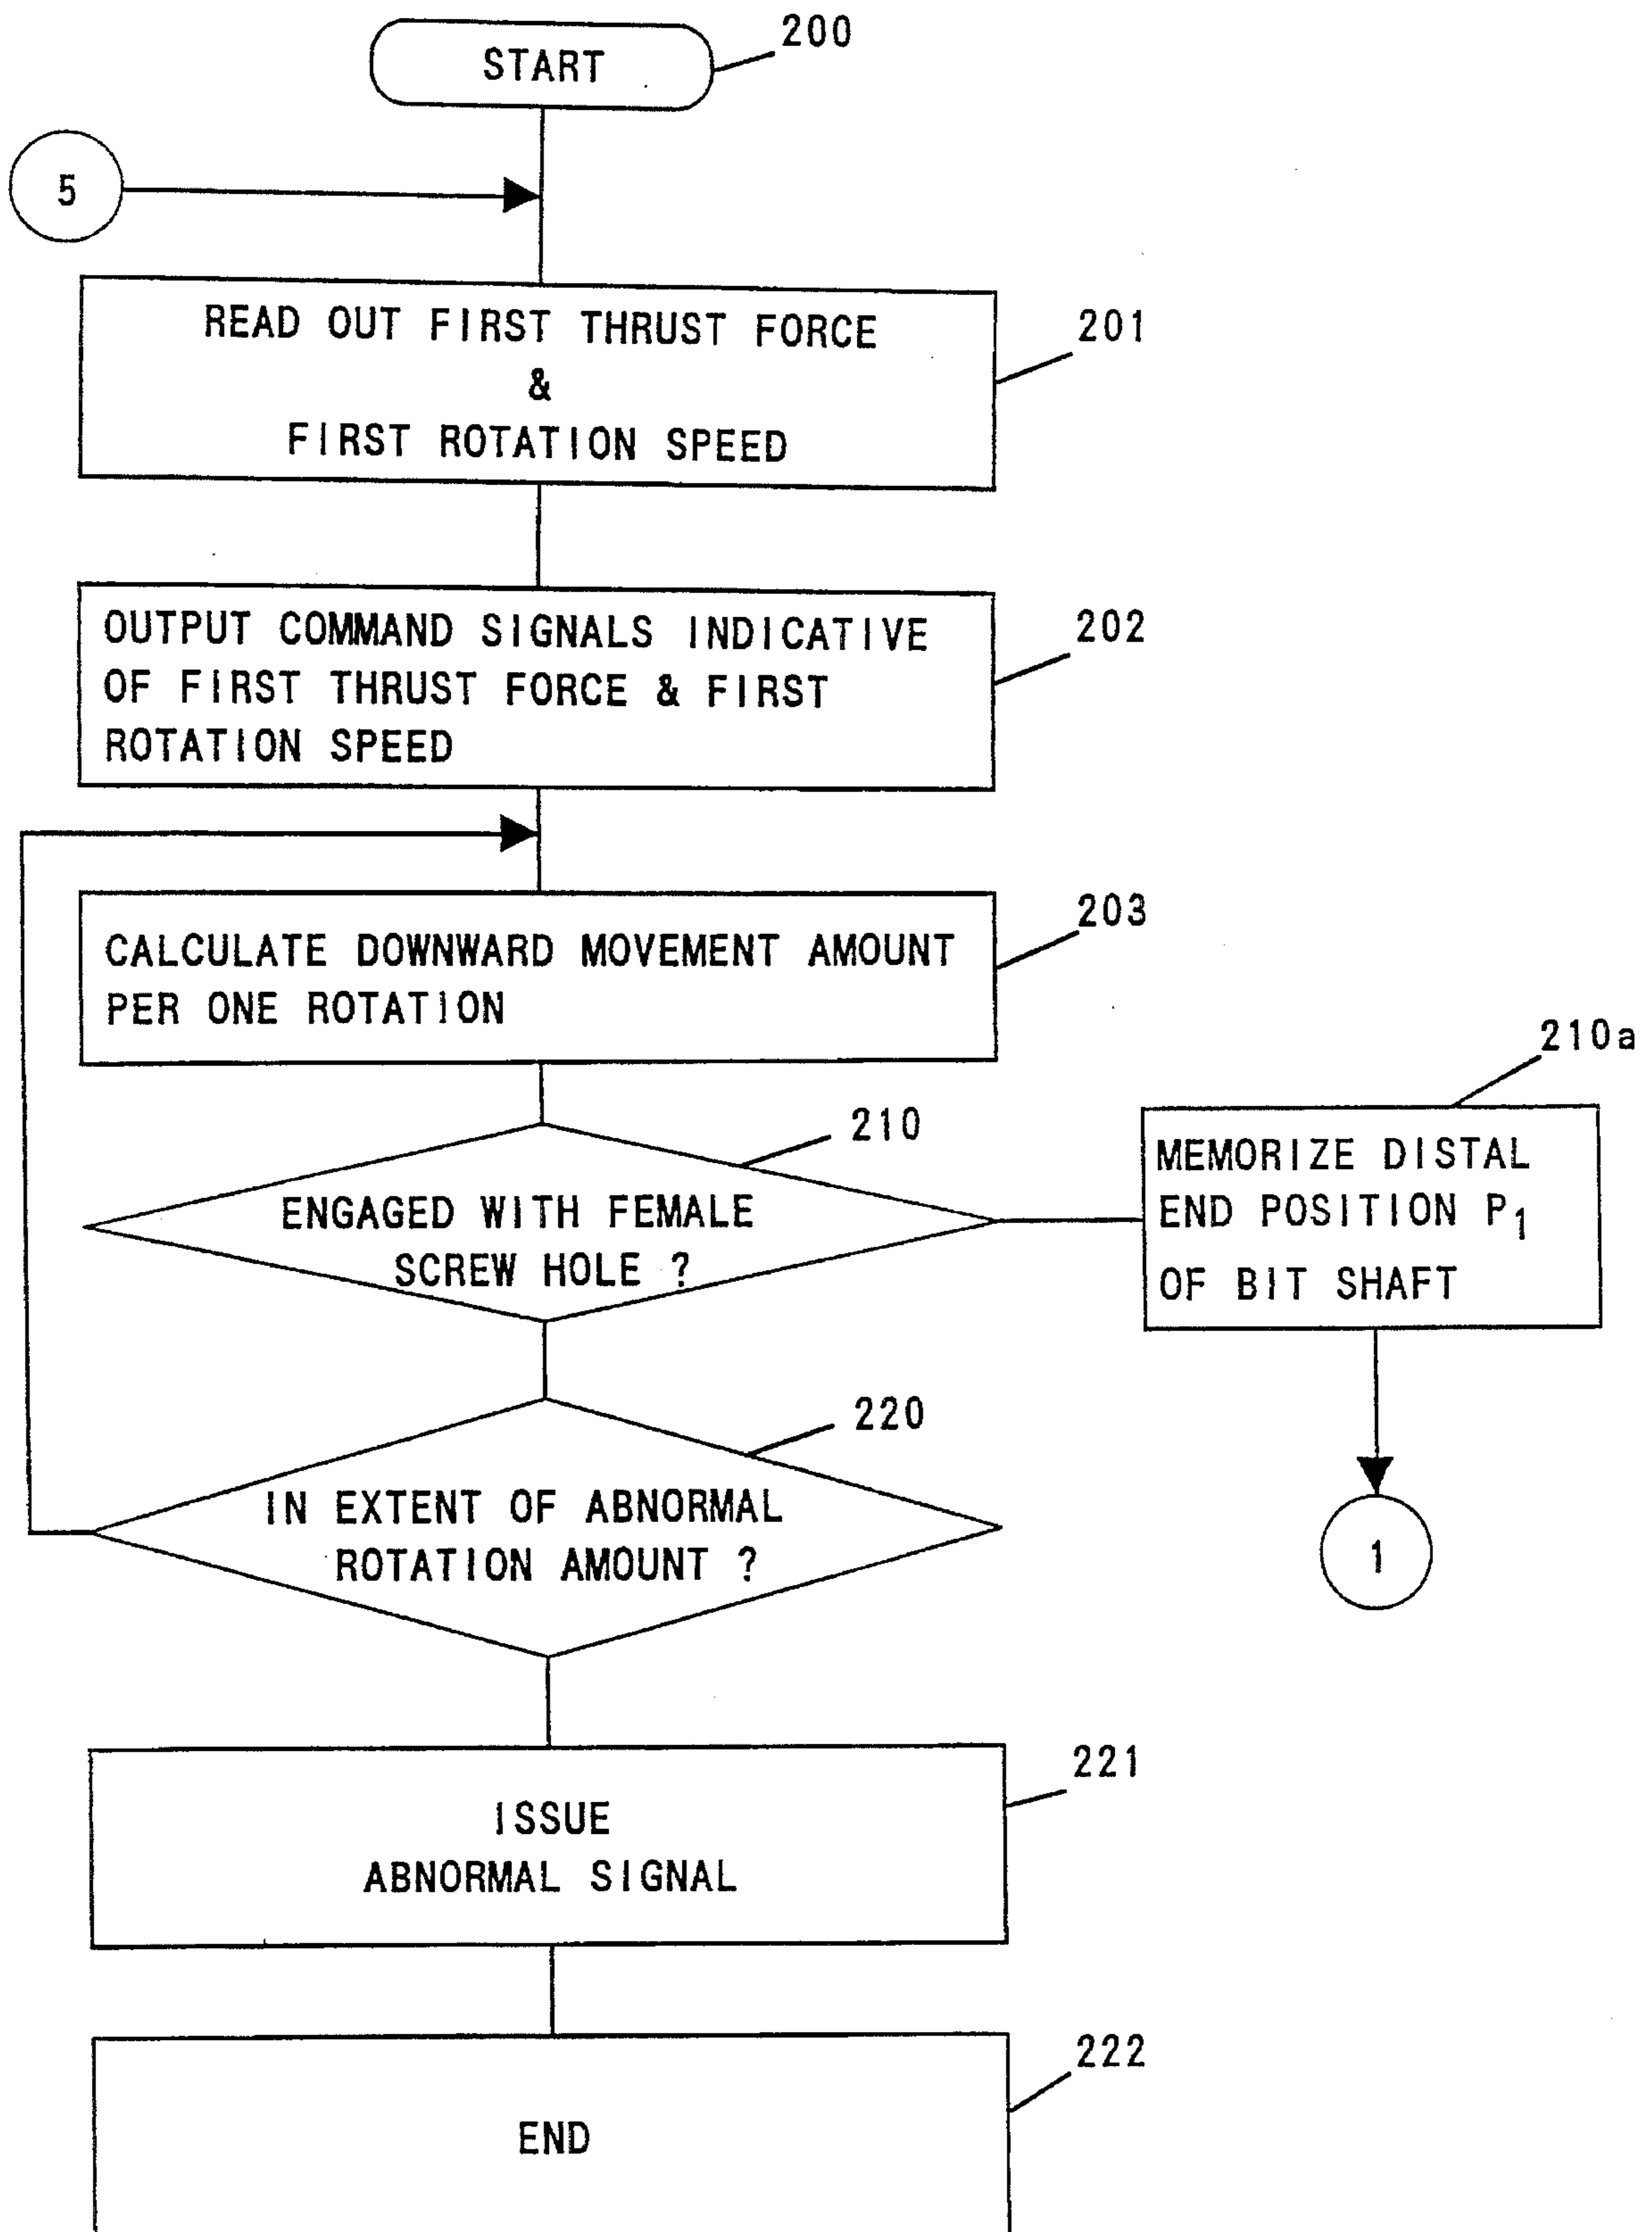 START
200
5
READ OUT FIRST THRUST FORCE
&
FIRST ROTATION SPEED
201
OUTPUT COMMAND SIGNALS INDICATIVE
OF FIRST THRUST FORCE & FIRST
ROTATION SPEED
202
CALCULATE DOWNWARD MOVEMENT AMOUNT
PER ONE ROTATION
203
ENGAGED WITH FEMALE
SCREW HOLE ?
210
MEMORIZE DISTAL
END POSITION P₁
OF BIT SHAFT
210a
1
IN EXTENT OF ABNORMAL
ROTATION AMOUNT ?
220
ISSUE
ABNORMAL SIGNAL
221
END
222